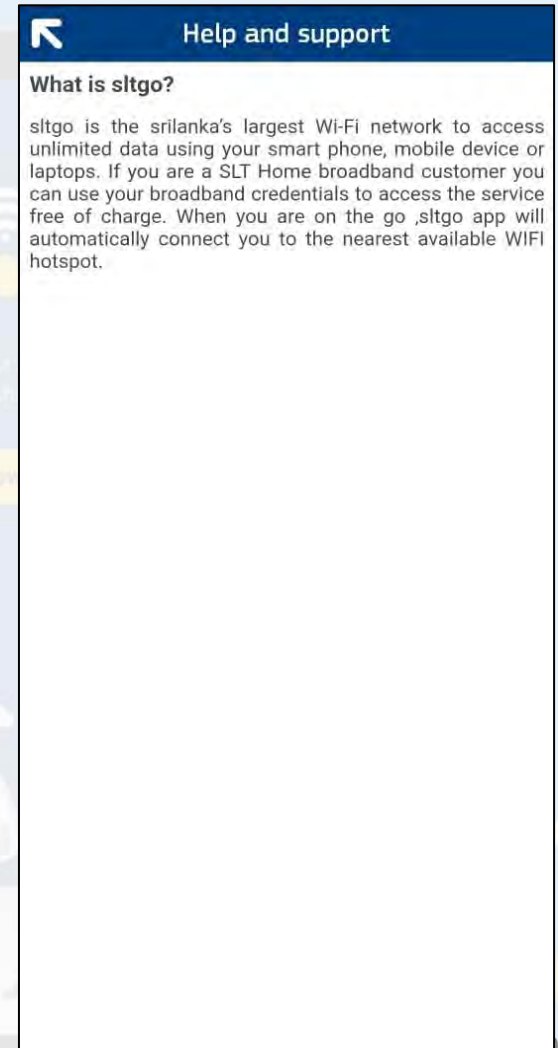 Help and support
What is sltgo?
sltgo is the srilanka's largest Wi-Fi network to access
unlimited data using your smart phone, mobile device or
laptops. If you are a SLT Home broadband customer you
can use your broadband credentials to access the service
free of charge. When you are on the go ,sltgo app will
automatically connect you to the nearest available WIFI
hotspot.